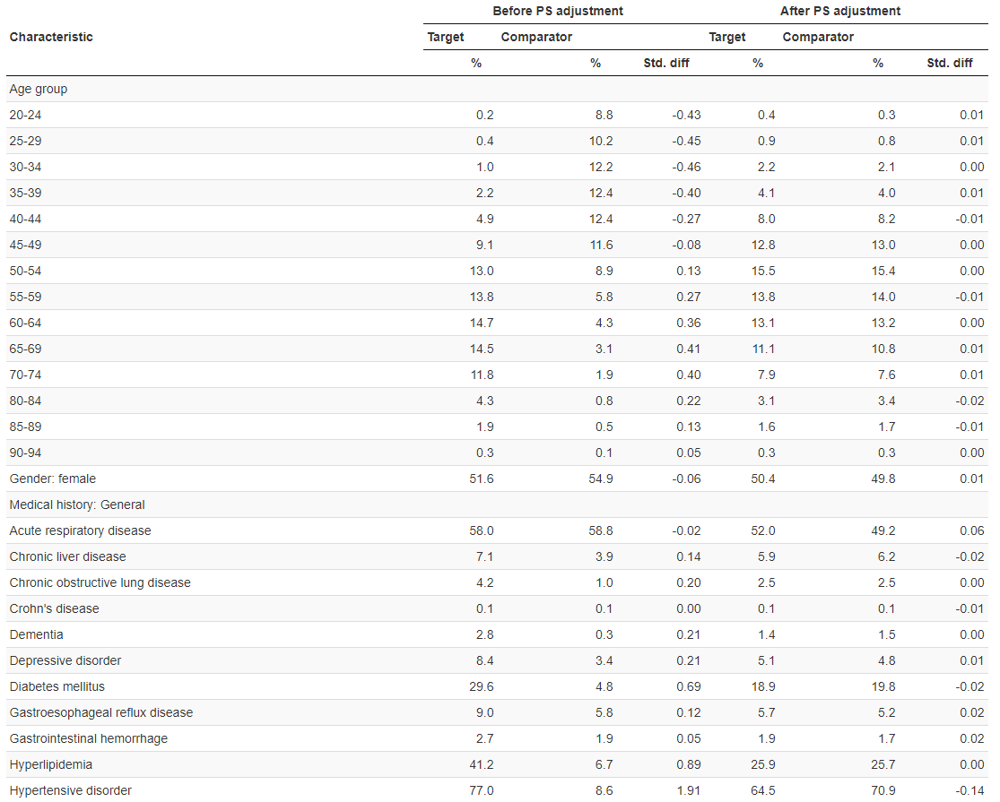 Before PS adjustment After PS adjustment
Characteristic Target Comparator Target Comparator
% % Std. diff % % Std. diff
Age group
20-24 0.2 8.8 -0.43 0.4 0.3 0.01
25-29 0.4 10.2 -0.45 0.9 0.8 0.01
30-34 1.0 12.2 -0.46 2.2 2.1 0.00
35-39 2.2 12.4 -0.40 4.1 4.0 0.01
40-44 4.9 12.4 -0.27 8.0 8.2 -0.01
45-49 9.1 11.6 -0.08 12.8 13.0 0.00
50-54 13.0 8.9 0.13 15.5 15.4 0.00
55-59 13.8 5.8 0.27 13.8 14.0 -0.01
60-64 14.7 4.3 0.36 13.1 13.2 0.00
65-69 14.5 3.1 0.41 11.1 10.8 0.01
70-74 11.8 1.9 0.40 7.9 7.6 0.01
80-84 4.3 0.8 0.22 3.1 3.4 -0.02
85-89 1.9 0.5 0.13 1.6 1.7 -0.01
90-94 0.3 0.1 0.05 0.3 0.3 0.00
Gender: female 51.6 54.9 -0.06 50.4 49.8 0.01
Medical history: General
Acute respiratory disease 58.0 58.8 -0.02 52.0 49.2 0.06
Chronic liver disease 7.1 3.9 0.14 5.9 6.2 -0.02
Chronic obstructive lung disease 4.2 1.0 0.20 2.5 2.5 0.00
Crohn's disease 0.1 0.1 0.00 0.1 0.1 -0.01
Dementia 2.8 0.3 0.21 1.4 1.5 0.00
Depressive disorder 8.4 3.4 0.21 5.1 4.8 0.01
Diabetes mellitus 29.6 4.8 0.69 18.9 19.8 -0.02
Gastroesophageal reflux disease 9.0 5.8 0.12 5.7 5.2 0.02
Gastrointestinal hemorrhage 2.7 1.9 0.05 1.9 1.7 0.02
Hyperlipidemia 41.2 6.7 0.89 25.9 25.7 0.00
Hypertensive disorder 77.0 8.6 1.91 64.5 70.9 -0.14